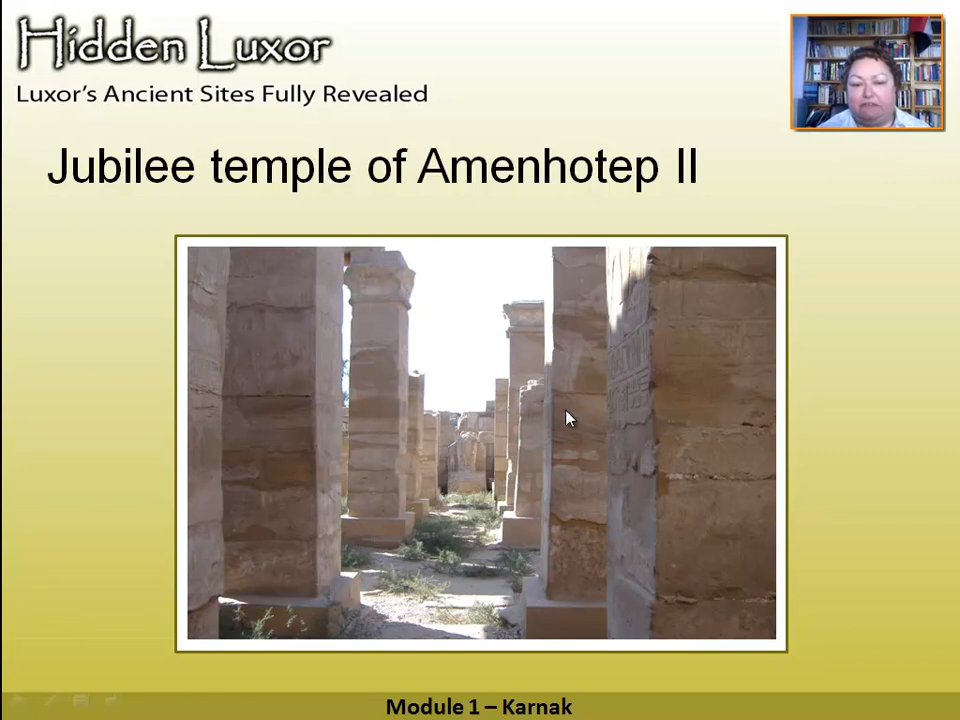 Hidden Luxor
Luxor's Ancient Sites Fully Revealed
Jubilee temple of Amenhotep II
Module 1 – Karnak